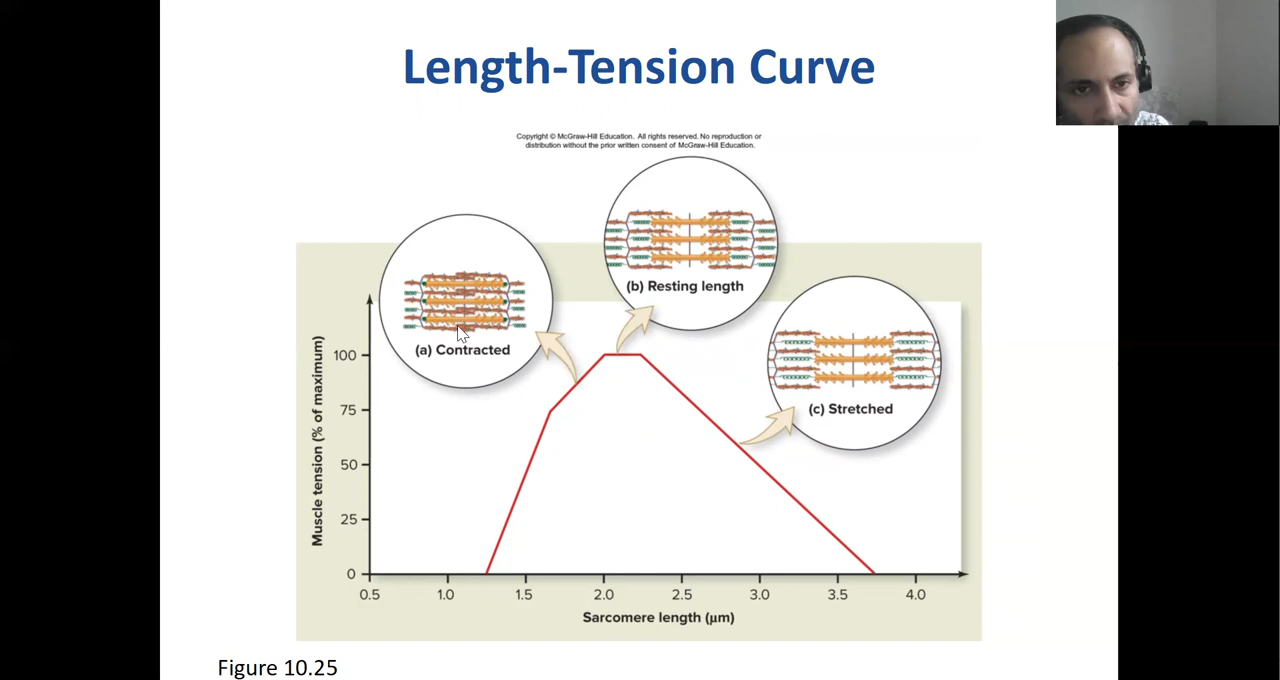 Length-Tension Curve
Copyright © McGraw-Hill Education. All rights reserved. No reproduction or
distribution without the prior written consent of McGraw-Hill Education.
(b) Resting length
(a) Contracted
(c) Stretched
Muscle tension (% of maximum)
100
75
50
25
0
0.5 1.0 1.5 2.0 2.5 3.0 3.5 4.0
Sarcomere length (μm)
Figure 10.25